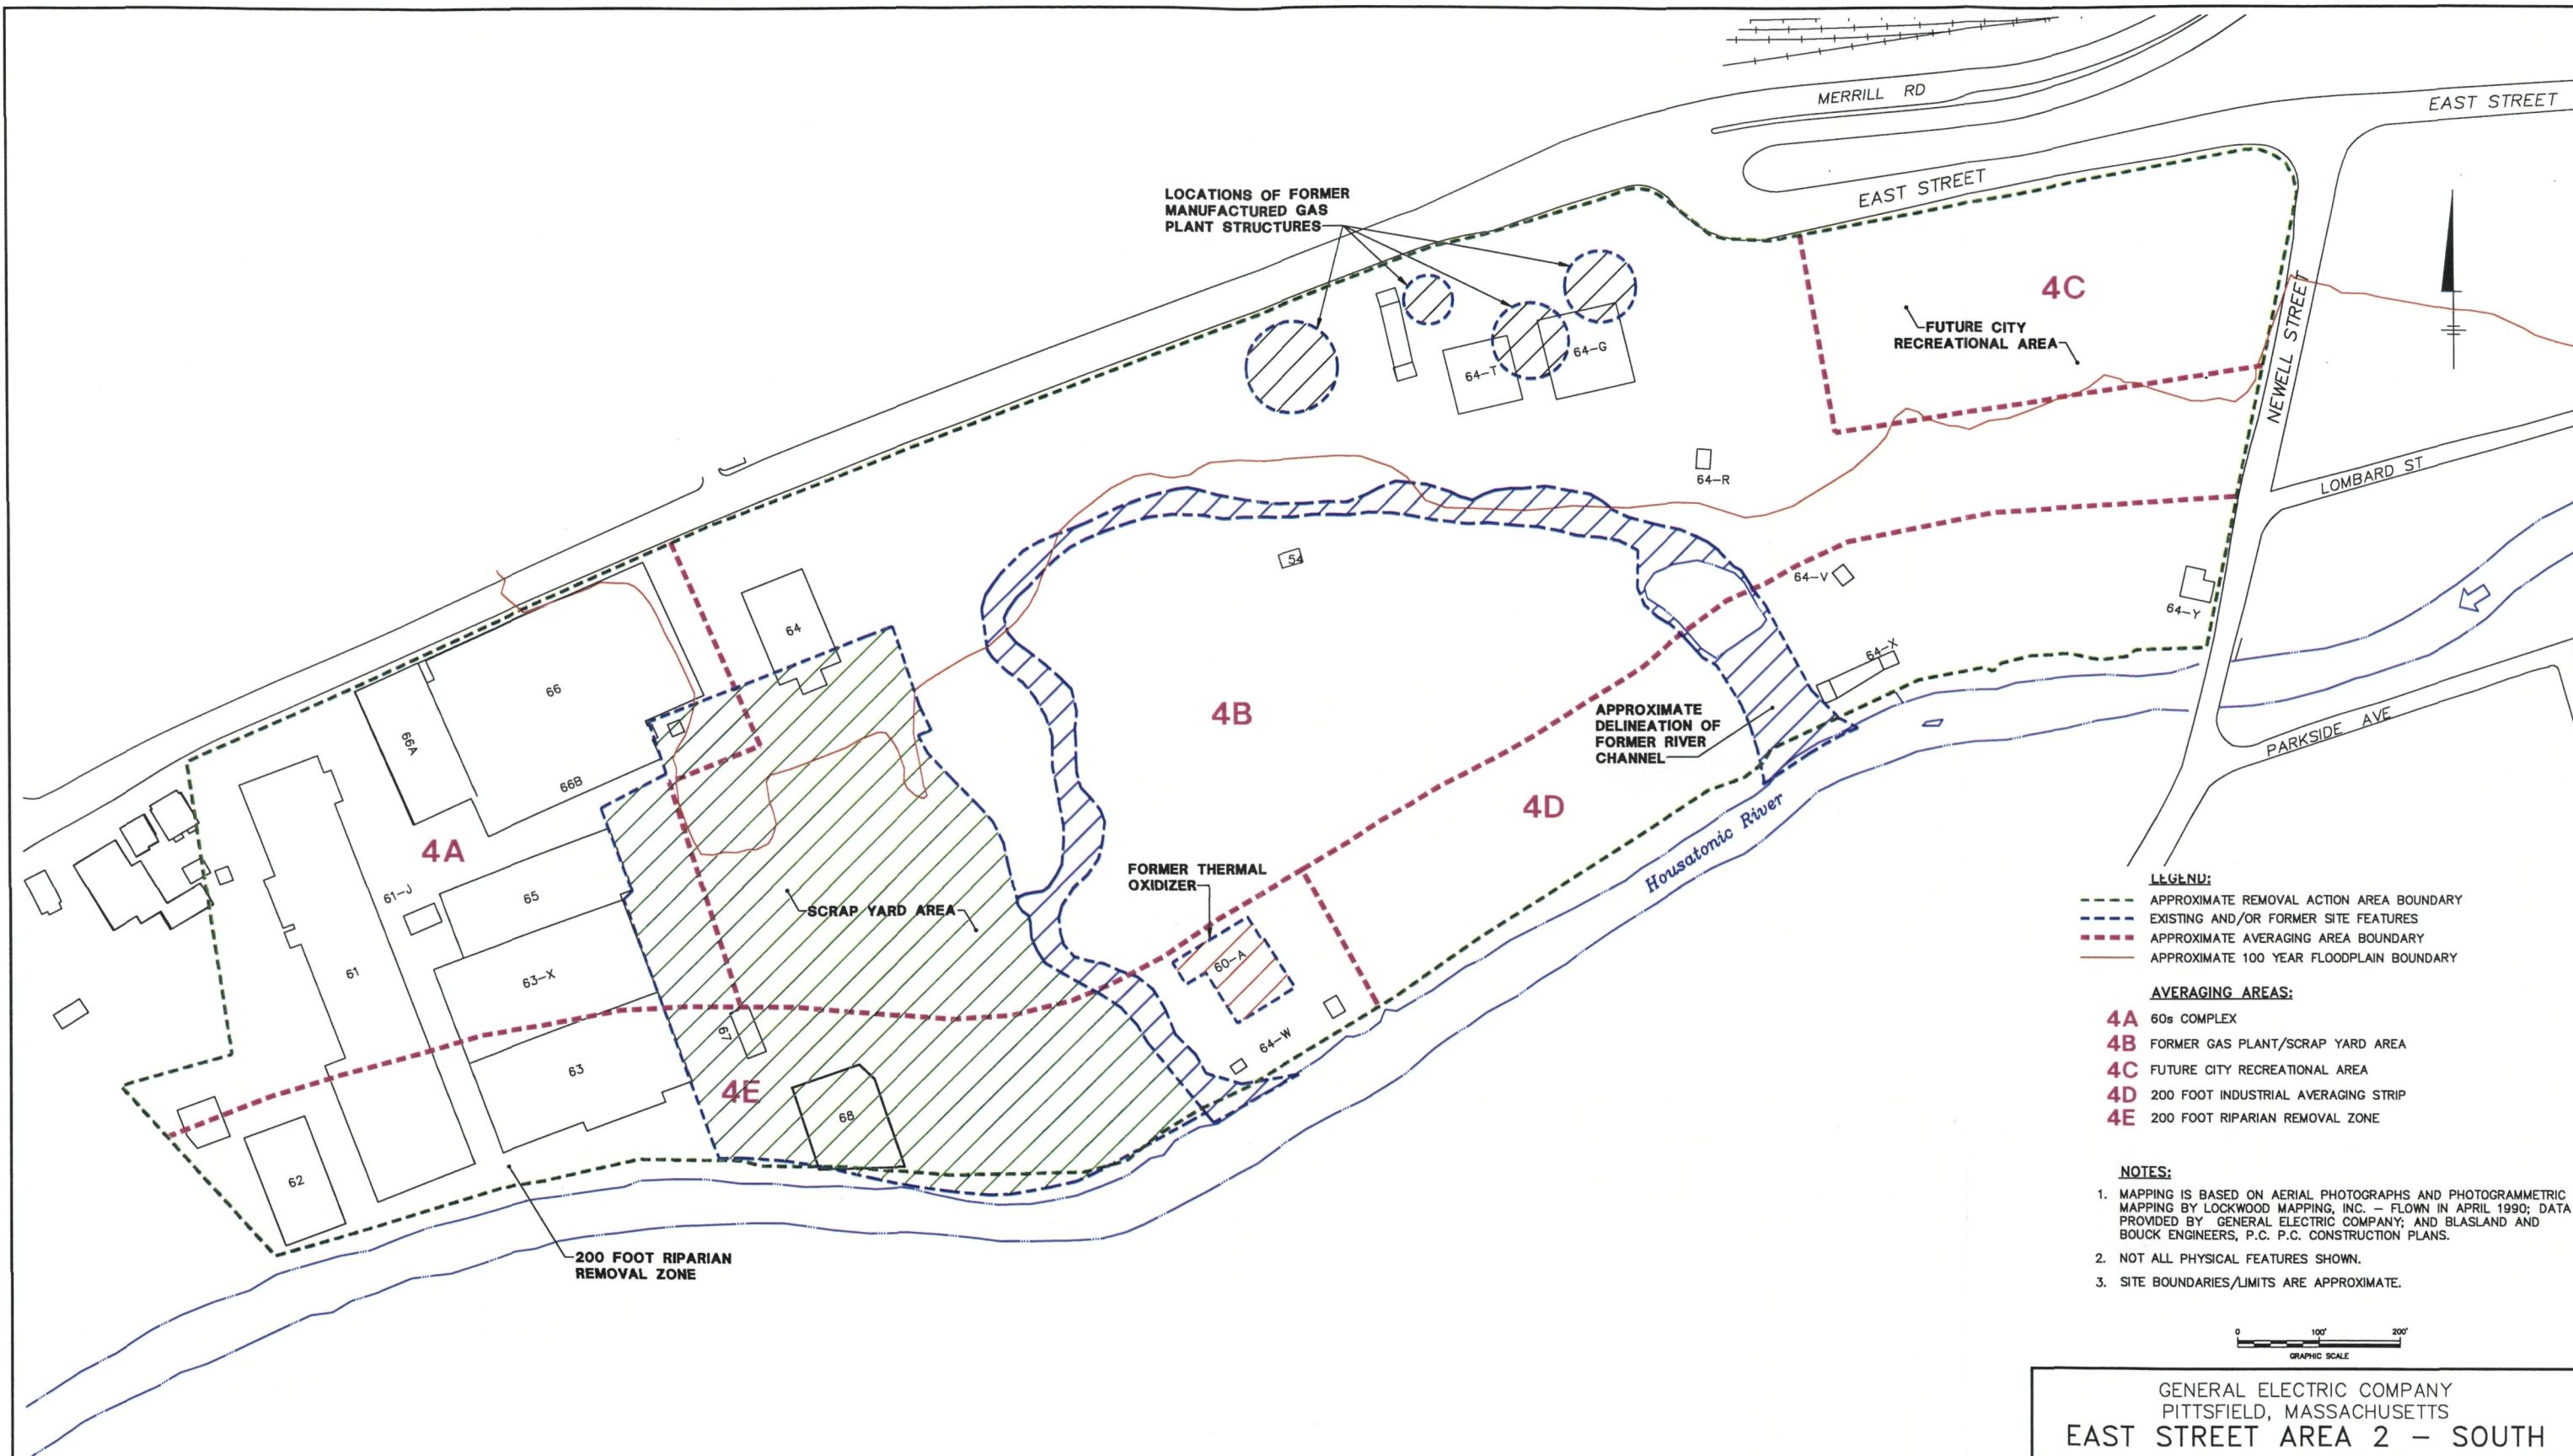 MERRILL RD
EAST STREET
EAST STREET
LOCATIONS OF FORMER
MANUFACTURED GAS
PLANT STRUCTURES
4C
FUTURE CITY
RECREATIONAL AREA
NEWELL STREET
64-T
64-G
64-R
LOMBARD ST
54
64-V
64-Y
64
64-X
66
66A
66B
4B
APPROXIMATE
DELINEATION OF
FORMER RIVER
CHANNEL
PARKSIDE AVE
4D
Housatonic River
4A
61-J
65
FORMER THERMAL
OXIDIZER
SCRAP YARD AREA
61
63-X
60-A
67
64-W
63
4E
68
62
200 FOOT RIPARIAN
REMOVAL ZONE
LEGEND:
APPROXIMATE REMOVAL ACTION AREA BOUNDARY
EXISTING AND/OR FORMER SITE FEATURES
APPROXIMATE AVERAGING AREA BOUNDARY
APPROXIMATE 100 YEAR FLOODPLAIN BOUNDARY
AVERAGING AREAS:
4A 60s COMPLEX
4B FORMER GAS PLANT/SCRAP YARD AREA
4C FUTURE CITY RECREATIONAL AREA
4D 200 FOOT INDUSTRIAL AVERAGING STRIP
4E 200 FOOT RIPARIAN REMOVAL ZONE
NOTES:
1. MAPPING IS BASED ON AERIAL PHOTOGRAPHS AND PHOTOGRAMMETRIC
MAPPING BY LOCKWOOD MAPPING, INC. – FLOWN IN APRIL 1990; DATA
PROVIDED BY GENERAL ELECTRIC COMPANY; AND BLASLAND AND
BOUCK ENGINEERS, P.C. P.C. CONSTRUCTION PLANS.
2. NOT ALL PHYSICAL FEATURES SHOWN.
3. SITE BOUNDARIES/LIMITS ARE APPROXIMATE.
0 100' 200'
GRAPHIC SCALE
GENERAL ELECTRIC COMPANY
PITTSFIELD, MASSACHUSETTS
EAST STREET AREA 2 – SOUTH